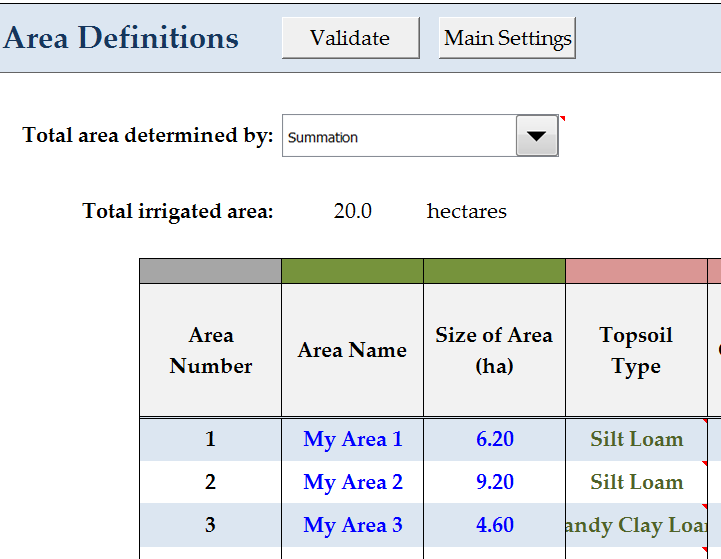 Area Definitions Validate Main Settings
Total area determined by: Summation
Total irrigated area: 20.0 hectares
Area Number Area Name Size of Area (ha) Topsoil Type
1 My Area 1 6.20 Silt Loam
2 My Area 2 9.20 Silt Loam
3 My Area 3 4.60 andy Clay Loa